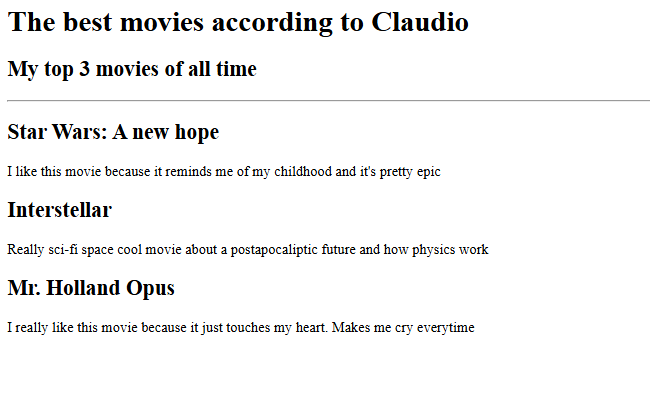 The best movies according to Claudio
My top 3 movies of all time
Star Wars: A new hope
I like this movie because it reminds me of my childhood and it's pretty epic
Interstellar
Really sci-fi space cool movie about a postapocaliptic future and how physics work
Mr. Holland Opus
I really like this movie because it just touches my heart. Makes me cry everytime